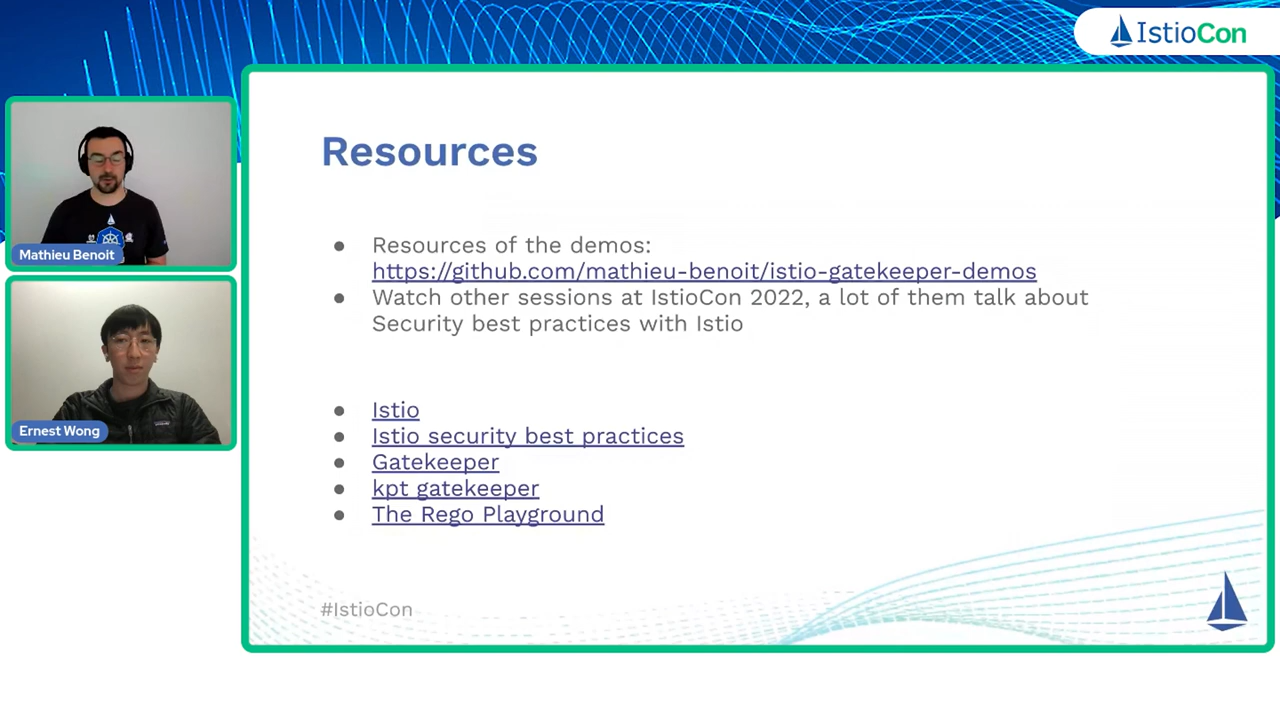 IstioCon
Mathieu Benoit
Ernest Wong
Resources
● Resources of the demos:
https://github.com/mathieu-benoit/istio-gatekeeper-demos
● Watch other sessions at IstioCon 2022, a lot of them talk about
Security best practices with Istio
● Istio
● Istio security best practices
● Gatekeeper
● kpt gatekeeper
● The Rego Playground
#IstioCon